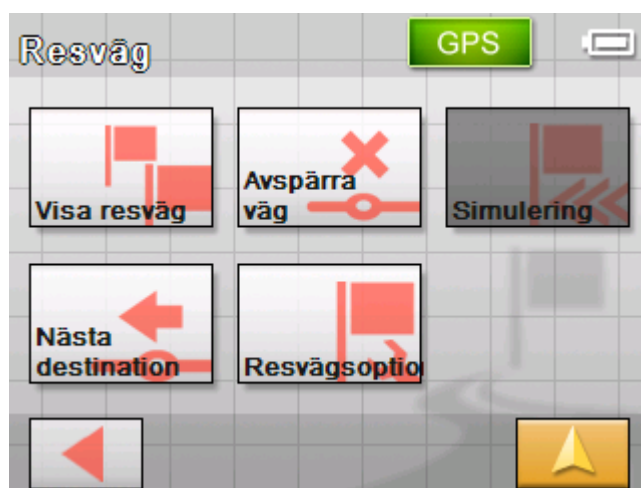 Resväg
GPS
Visa resväg
Avspärra
väg
Simulering
Nästa
destination
Resvägsoptio